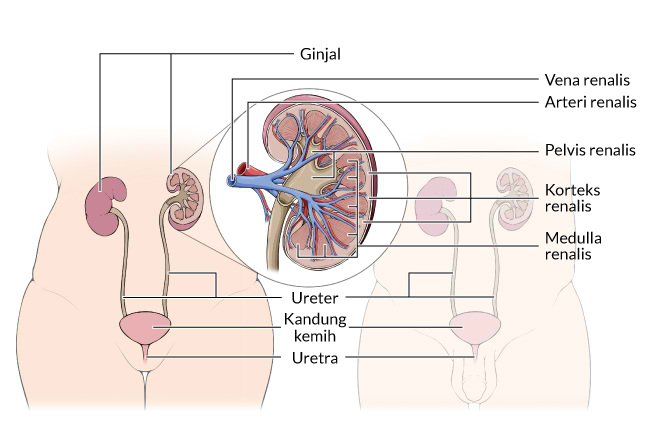 Ginjal
Vena renalis
Arteri renalis
Pelvis renalis
Korteks
renalis
Medulla
renalis
Ureter
Kandung
kemih
Uretra